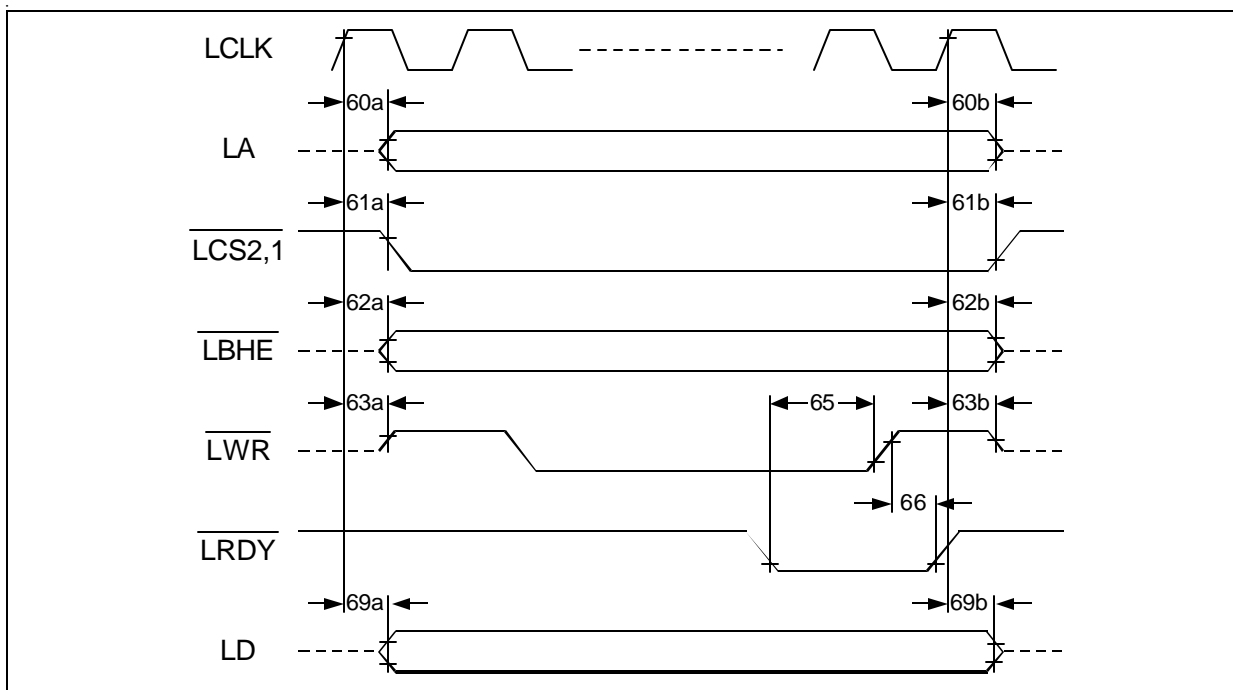 LCLK
60a 60b
LA
61a 61b
LCS2,1
62a 62b
LBHE
63a 65 63b
LWR
66
LRDY
69a 69b
LD